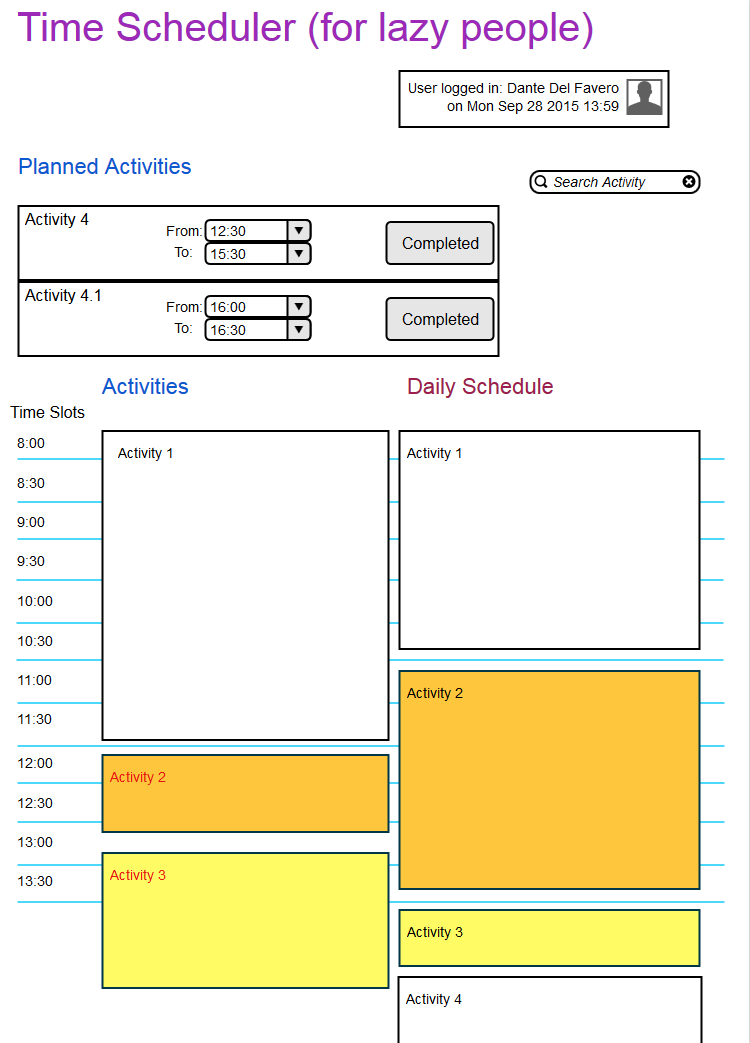 Time Scheduler (for lazy people)
User logged in: Dante Del Favero
on Mon Sep 28 2015 13:59
Planned Activities
Search Activity
Activity 4
From: 12:30
To: 15:30
Completed
Activity 4.1
From: 16:00
To: 16:30
Completed
Activities
Daily Schedule
Time Slots
8:00
Activity 1
Activity 1
8:30
9:00
9:30
10:00
10:30
11:00
Activity 2
11:30
12:00
Activity 2
12:30
13:00
Activity 3
13:30
Activity 3
Activity 4